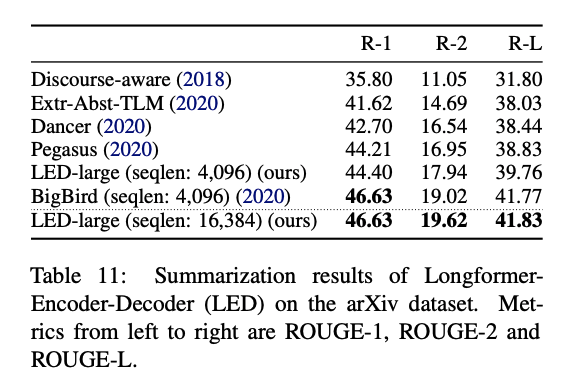 R-1 R-2 R-L
Discourse-aware (2018) 35.80 11.05 31.80
Extr-Abst-TLM (2020) 41.62 14.69 38.03
Dancer (2020) 42.70 16.54 38.44
Pegasus (2020) 44.21 16.95 38.83
LED-large (seqlen: 4,096) (ours) 44.40 17.94 39.76
BigBird (seqlen: 4,096) (2020) 46.63 19.02 41.77
LED-large (seqlen: 16,384) (ours) 46.63 19.62 41.83
Table 11: Summarization results of Longformer-
Encoder-Decoder (LED) on the arXiv dataset. Met-
rics from left to right are ROUGE-1, ROUGE-2 and
ROUGE-L.